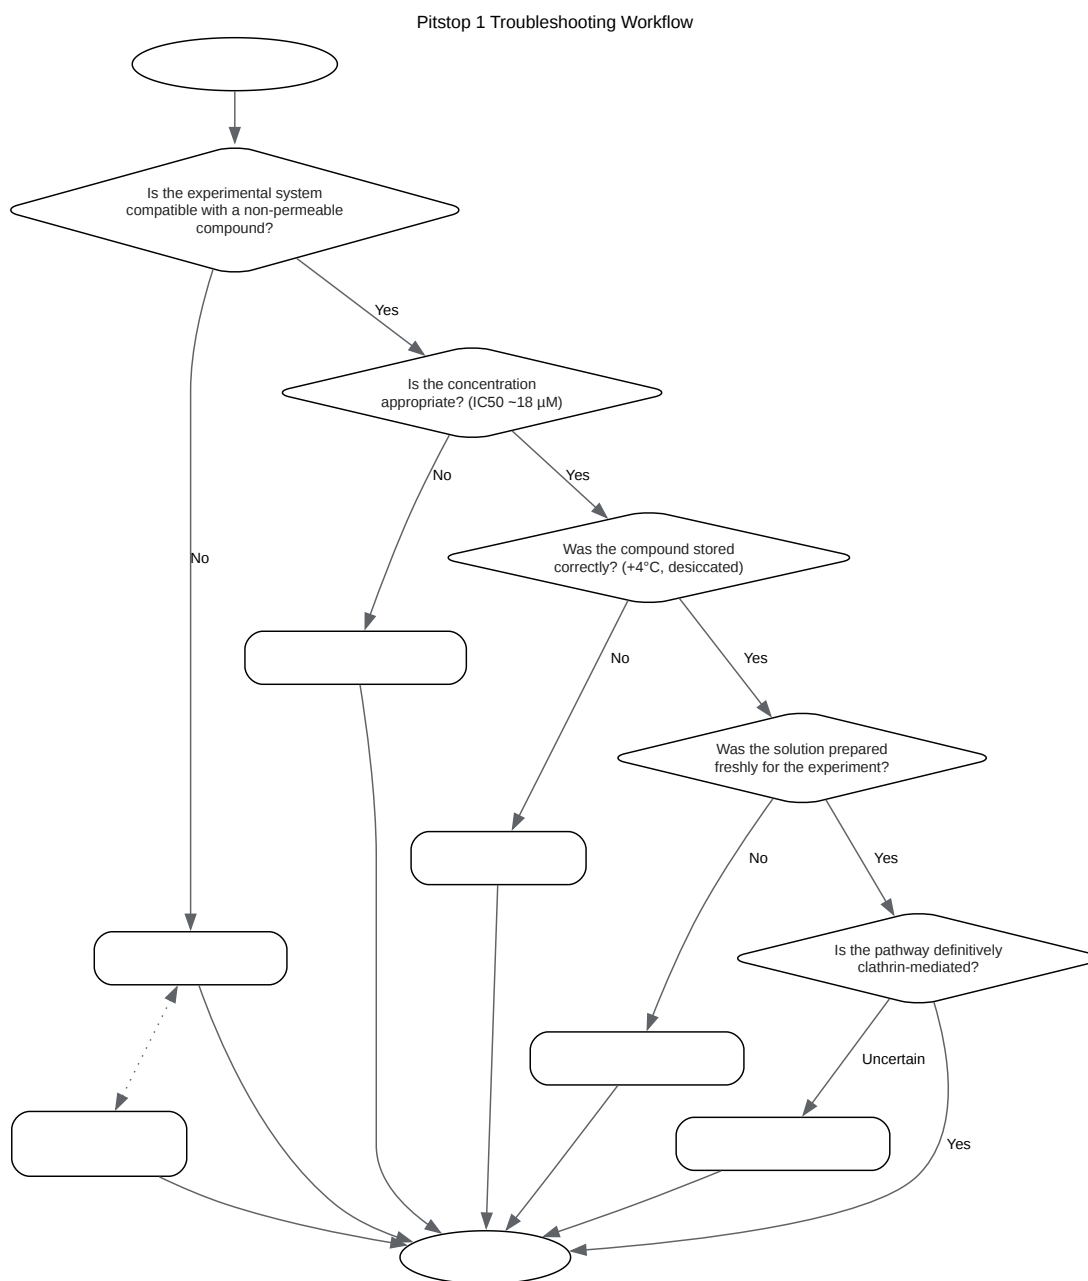 Pitstop 1 Troubleshooting Workflow
Is the experimental system
compatible with a non-permeable
compound?
Yes
Is the concentration
appropriate? (IC50 ~18 µM)
No
Yes
Was the compound stored
correctly? (+4°C, desiccated)
No
No
Yes
Was the solution prepared
freshly for the experiment?
No
Yes
Is the pathway definitively
clathrin-mediated?
Uncertain
Yes